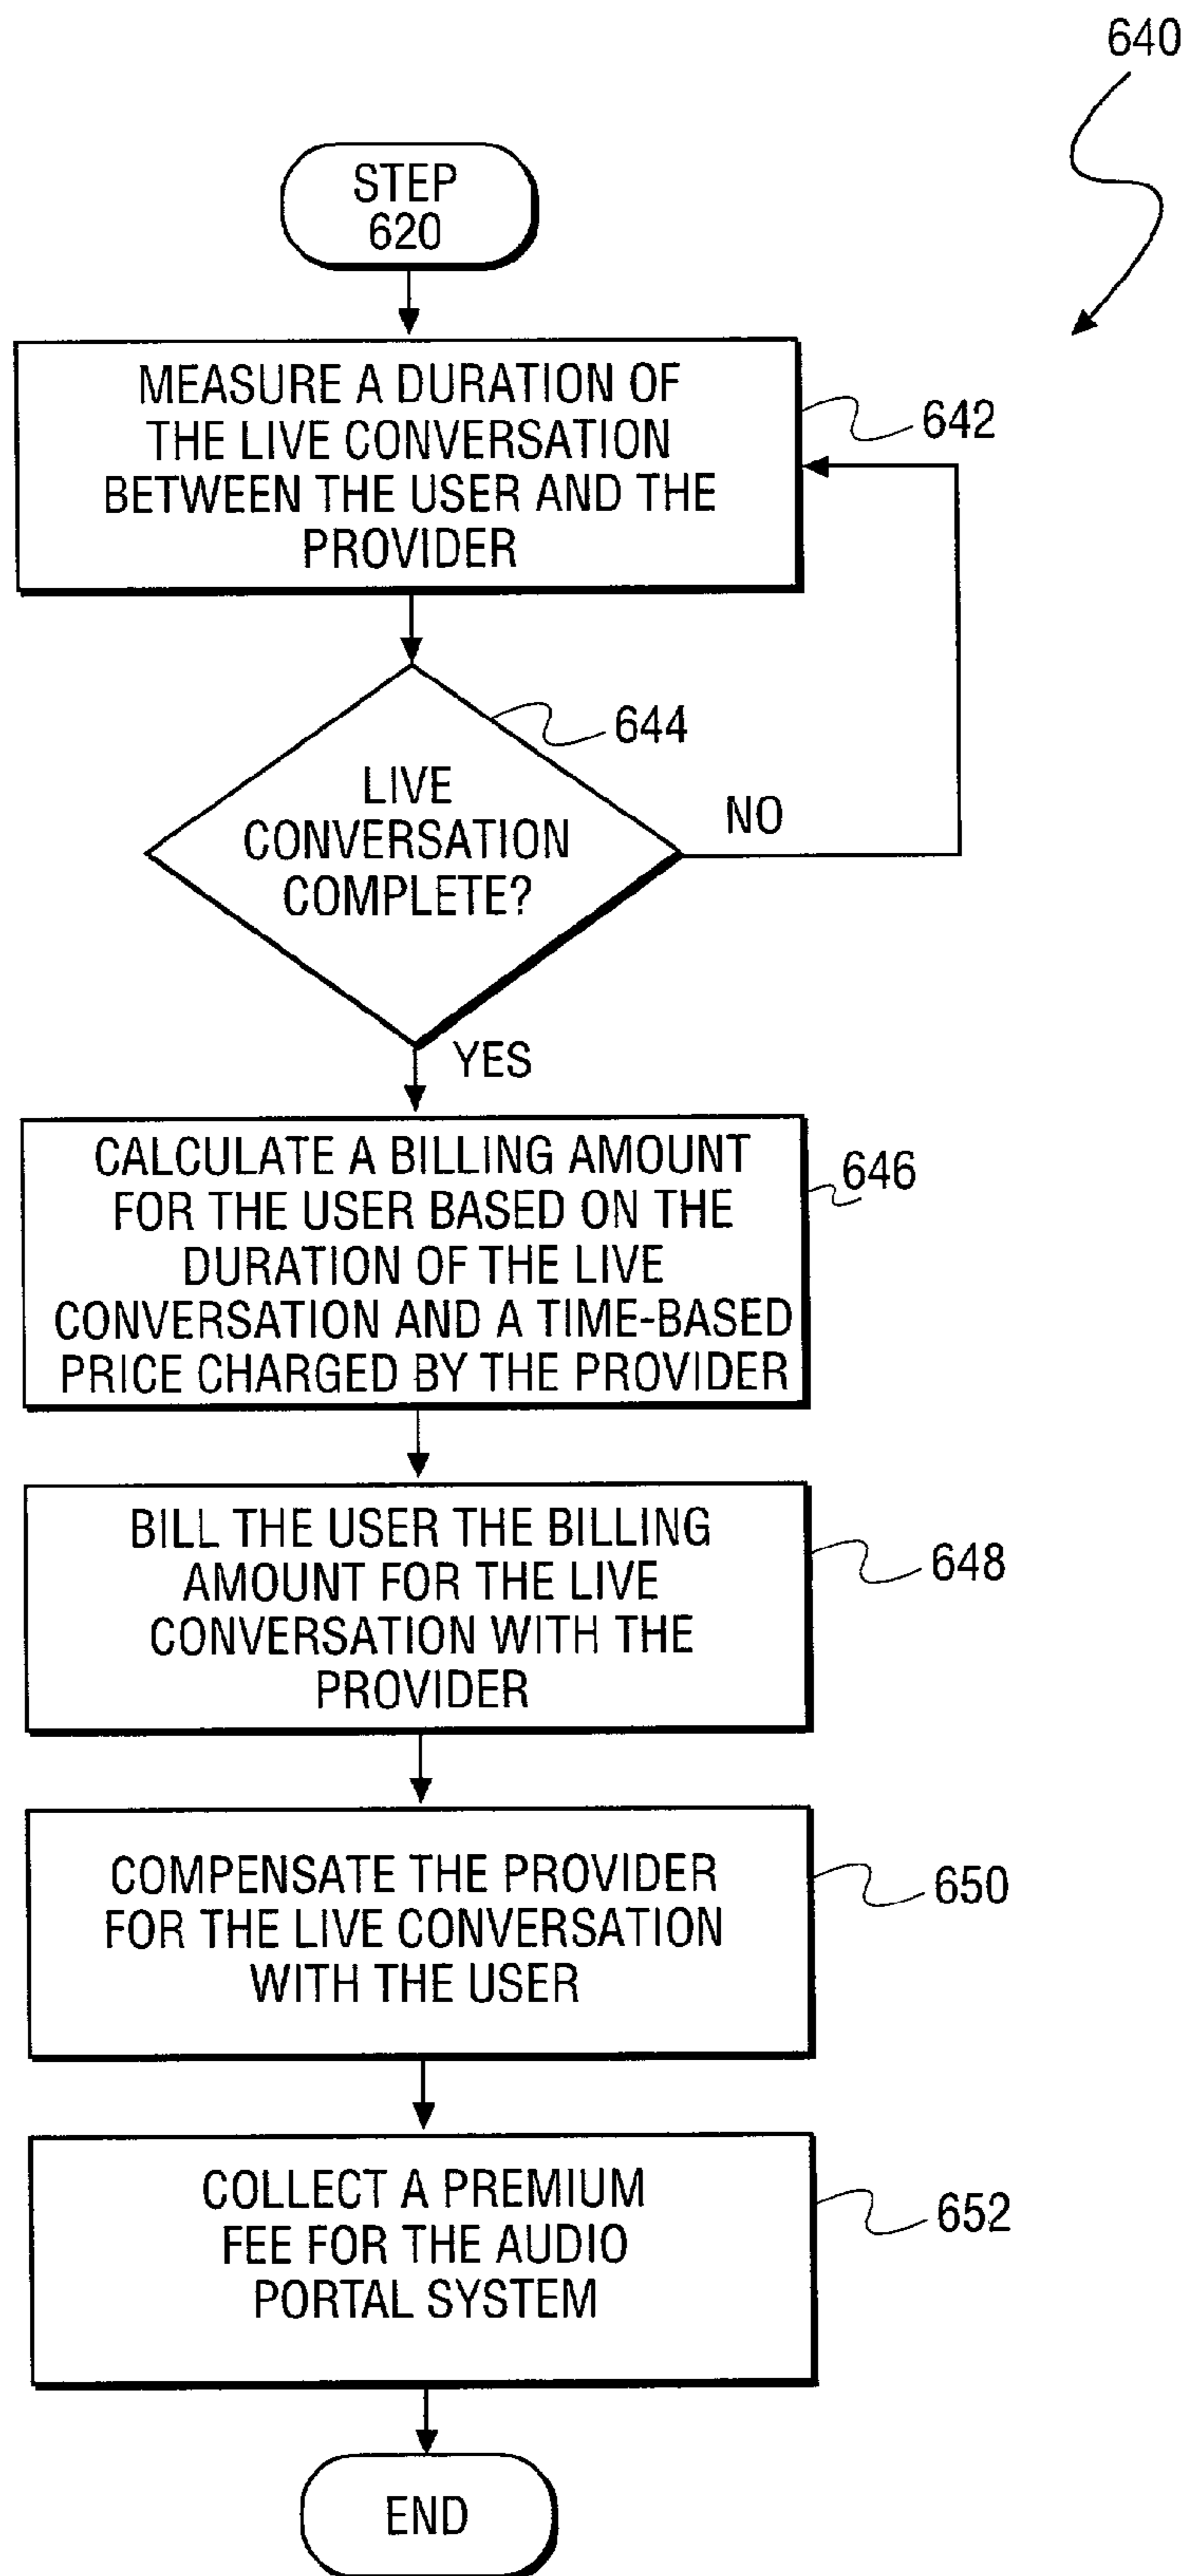 640
STEP
620
MEASURE A DURATION OF
THE LIVE CONVERSATION
BETWEEN THE USER AND THE
PROVIDER
642
644
LIVE
CONVERSATION
COMPLETE?
NO
YES
CALCULATE A BILLING AMOUNT
FOR THE USER BASED ON THE
DURATION OF THE LIVE
CONVERSATION AND A TIME-BASED
PRICE CHARGED BY THE PROVIDER
646
BILL THE USER THE BILLING
AMOUNT FOR THE LIVE
CONVERSATION WITH THE
PROVIDER
648
COMPENSATE THE PROVIDER
FOR THE LIVE CONVERSATION
WITH THE USER
650
COLLECT A PREMIUM
FEE FOR THE AUDIO
PORTAL SYSTEM
652
END